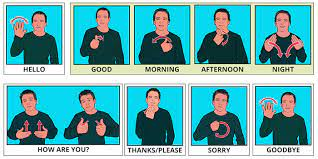 HELLO
GOOD
MORNING
AFTERNOON
NIGHT
HOW ARE YOU?
THANKS/PLEASE
SORRY
GOODBYE